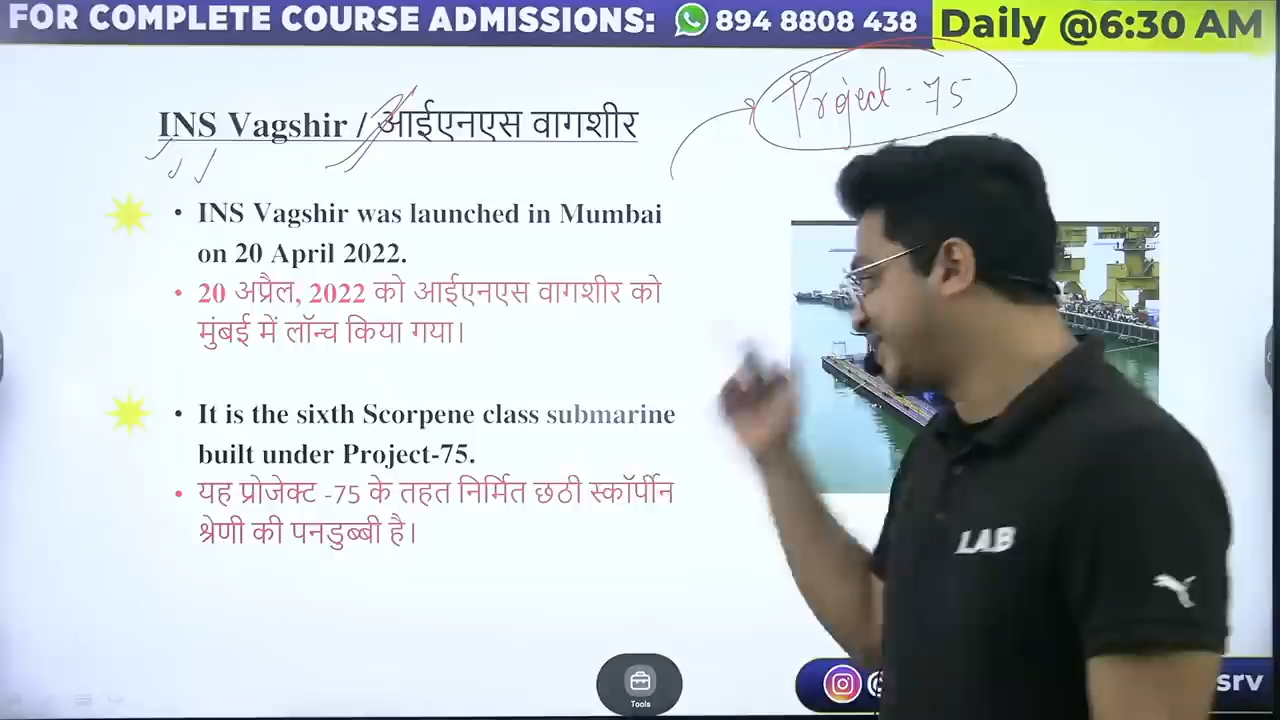 FOR COMPLETE COURSE ADMISSIONS: 894 8808 438 Daily @6:30 AM
Project - 75
INS Vagshir / आईएनएस वागशीर
• INS Vagshir was launched in Mumbai
on 20 April 2022.
• 20 अप्रैल, 2022 को आईएनएस वागशीर को
मुंबई में लॉन्च किया गया।
• It is the sixth Scorpene class submarine
built under Project-75.
• यह प्रोजेक्ट -75 के तहत निर्मित छठी स्कॉर्पीन
श्रेणी की पनडुब्बी है।
LAB
Tools
srv